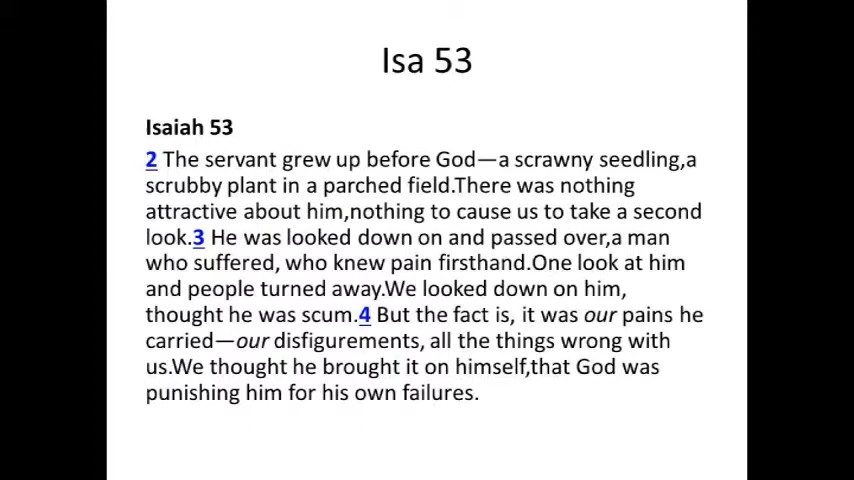 Isa 53
Isaiah 53
2 The servant grew up before God—a scrawny seedling,a
scrubby plant in a parched field.There was nothing
attractive about him,nothing to cause us to take a second
look.3 He was looked down on and passed over,a man
who suffered, who knew pain firsthand.One look at him
and people turned away.We looked down on him,
thought he was scum.4 But the fact is, it was our pains he
carried—our disfigurements, all the things wrong with
us.We thought he brought it on himself,that God was
punishing him for his own failures.